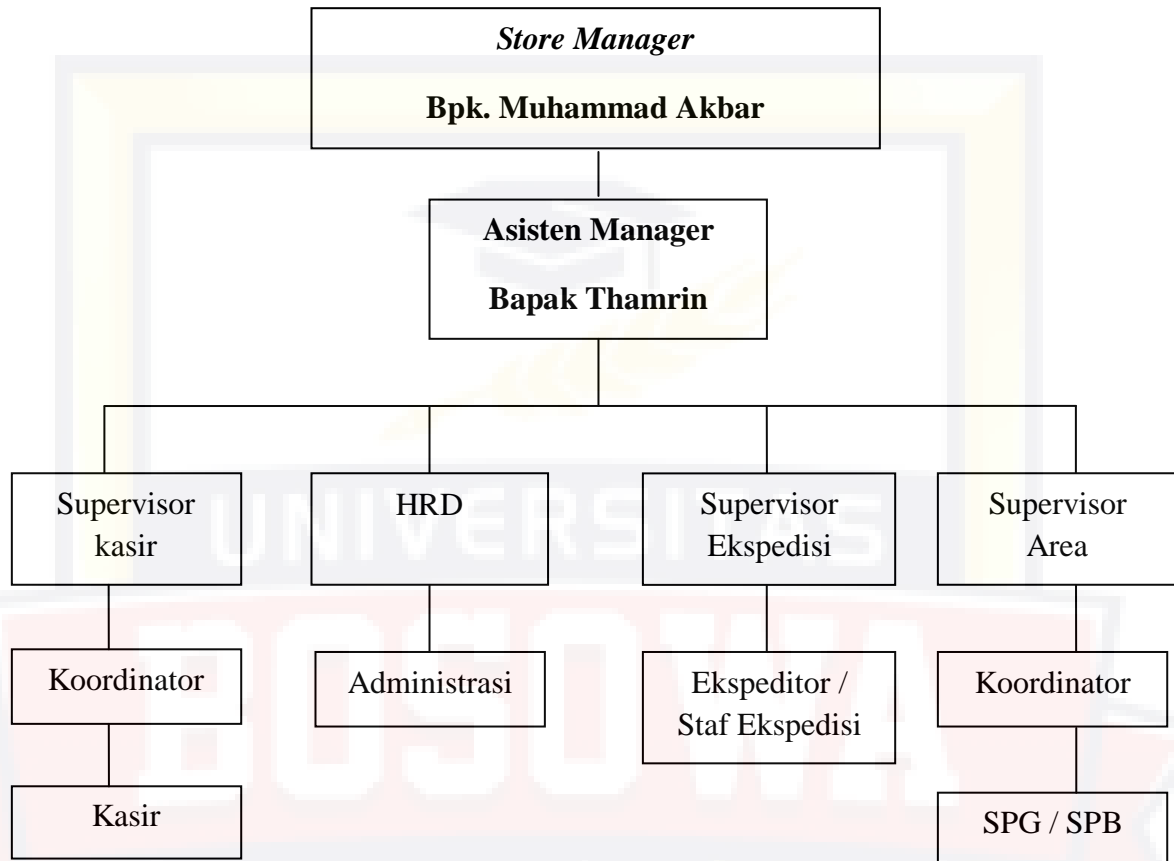 Store Manager
Bpk. Muhammad Akbar
Asisten Manager
Bapak Thamrin
Supervisor
kasir
HRD
Supervisor
Ekspedisi
Supervisor
Area
UNIVERSITAS
Koordinator
Administrasi
Ekspeditor /
Staf Ekspedisi
Koordinator
BOSOWA
Kasir
SPG / SPB